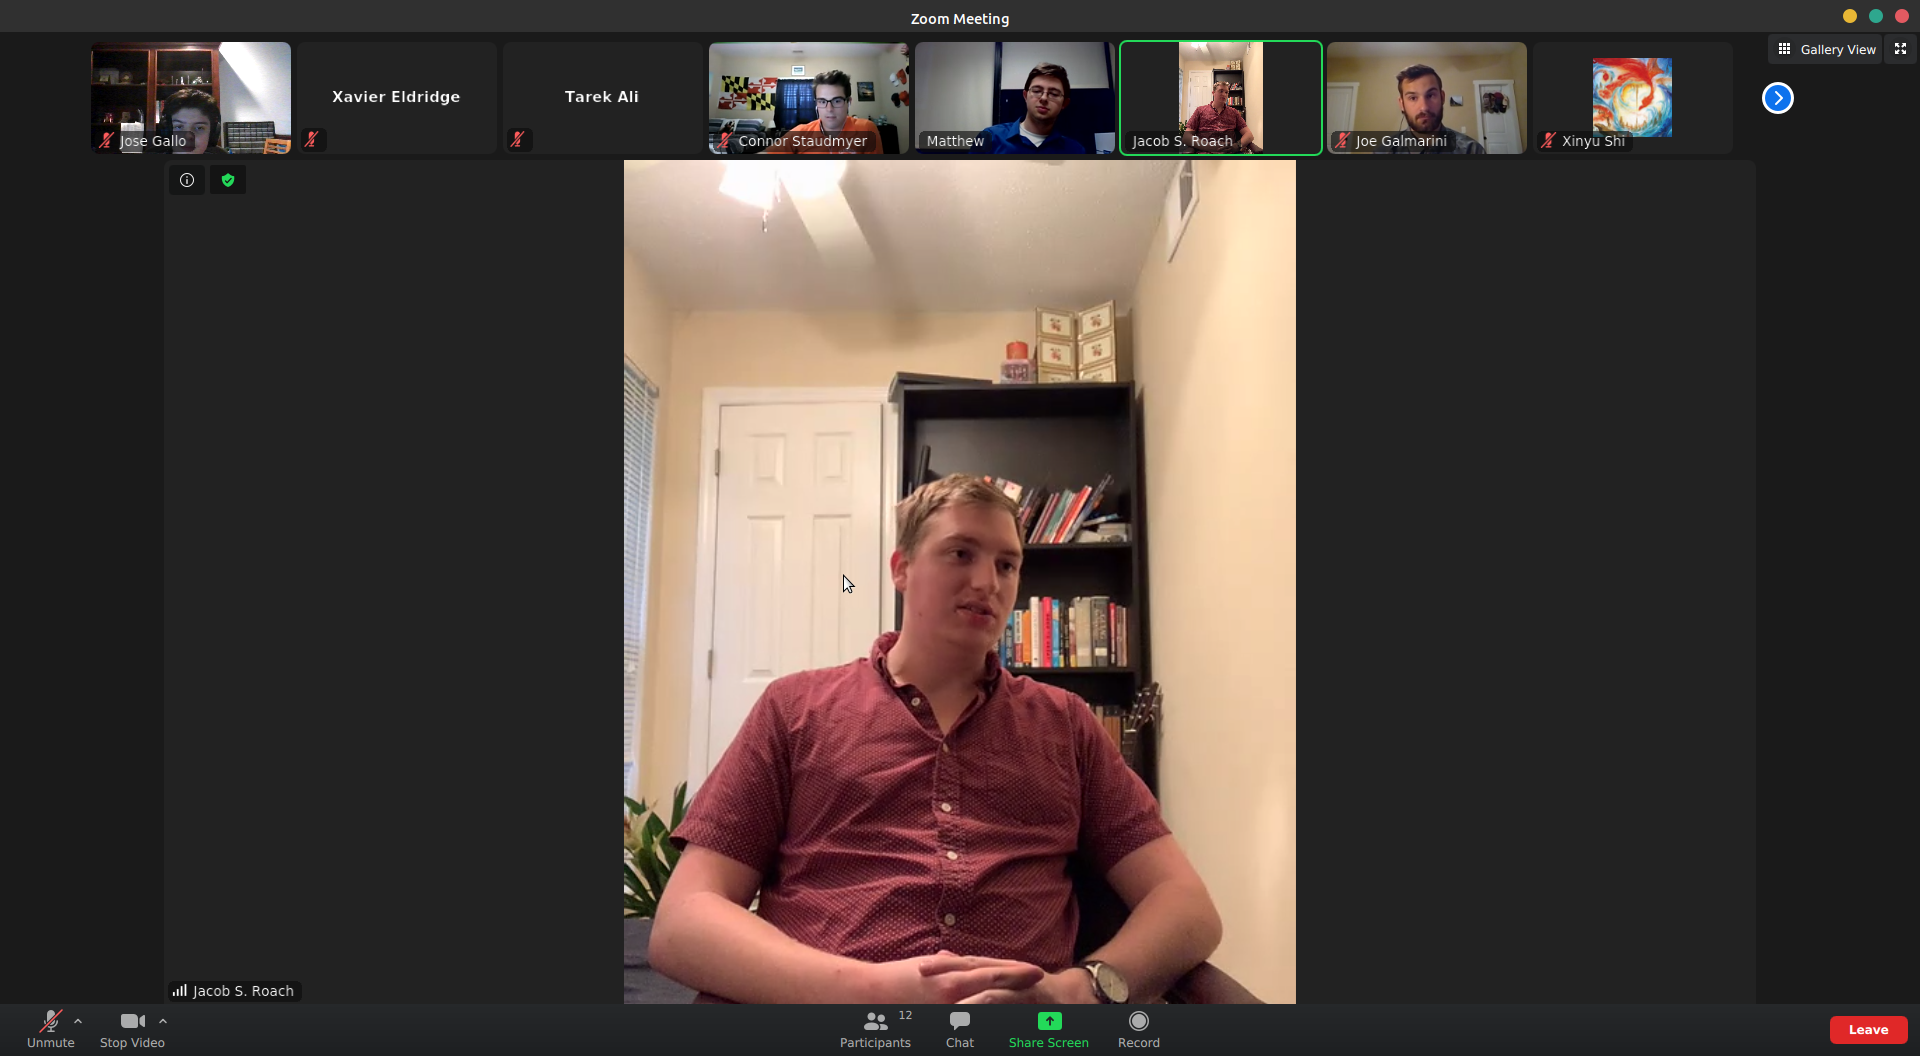 Zoom Meeting
Gallery View
Jose Gallo
Xavier Eldridge
Tarek Ali
Connor Staudmyer
Matthew
Jacob S. Roach
Joe Galmarini
Xinyu Shi
Jacob S. Roach
Unmute
Stop Video
Participants
12
Chat
Share Screen
Record
Leave